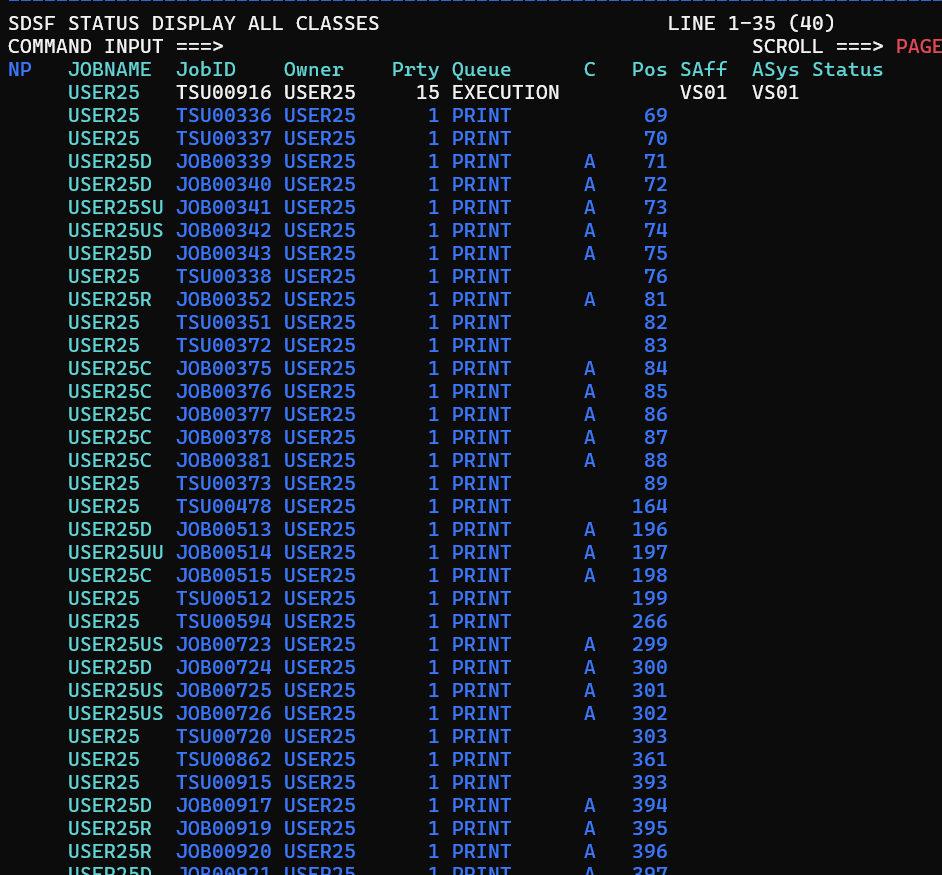 SDSF STATUS DISPLAY ALL CLASSES                        LINE 1-35 (40)
COMMAND INPUT ===>                                            SCROLL ===> PAGE
NP   JOBNAME  JobID    Owner    Prty Queue      C   Pos SAff  ASys Status
     USER25   TSU00916 USER25     15 EXECUTION          VS01  VS01
     USER25   TSU00336 USER25      1 PRINT           69
     USER25   TSU00337 USER25      1 PRINT           70
     USER25D  JOB00339 USER25      1 PRINT      A    71
     USER25D  JOB00340 USER25      1 PRINT      A    72
     USER25SU JOB00341 USER25      1 PRINT      A    73
     USER25US JOB00342 USER25      1 PRINT      A    74
     USER25D  JOB00343 USER25      1 PRINT      A    75
     USER25   TSU00338 USER25      1 PRINT           76
     USER25R  JOB00352 USER25      1 PRINT      A    81
     USER25   TSU00351 USER25      1 PRINT           82
     USER25   TSU00372 USER25      1 PRINT           83
     USER25C  JOB00375 USER25      1 PRINT      A    84
     USER25C  JOB00376 USER25      1 PRINT      A    85
     USER25C  JOB00377 USER25      1 PRINT      A    86
     USER25C  JOB00378 USER25      1 PRINT      A    87
     USER25C  JOB00381 USER25      1 PRINT      A    88
     USER25   TSU00373 USER25      1 PRINT           89
     USER25   TSU00478 USER25      1 PRINT          164
     USER25D  JOB00513 USER25      1 PRINT      A   196
     USER25UU JOB00514 USER25      1 PRINT      A   197
     USER25C  JOB00515 USER25      1 PRINT      A   198
     USER25   TSU00512 USER25      1 PRINT          199
     USER25   TSU00594 USER25      1 PRINT          266
     USER25US JOB00723 USER25      1 PRINT      A   299
     USER25D  JOB00724 USER25      1 PRINT      A   300
     USER25US JOB00725 USER25      1 PRINT      A   301
     USER25US JOB00726 USER25      1 PRINT      A   302
     USER25   TSU00720 USER25      1 PRINT          303
     USER25   TSU00862 USER25      1 PRINT          361
     USER25   TSU00915 USER25      1 PRINT          393
     USER25D  JOB00917 USER25      1 PRINT      A   394
     USER25R  JOB00919 USER25      1 PRINT      A   395
     USER25R  JOB00920 USER25      1 PRINT      A   396
     USER25D  JOB00921 USER25      1 PRINT      A   397